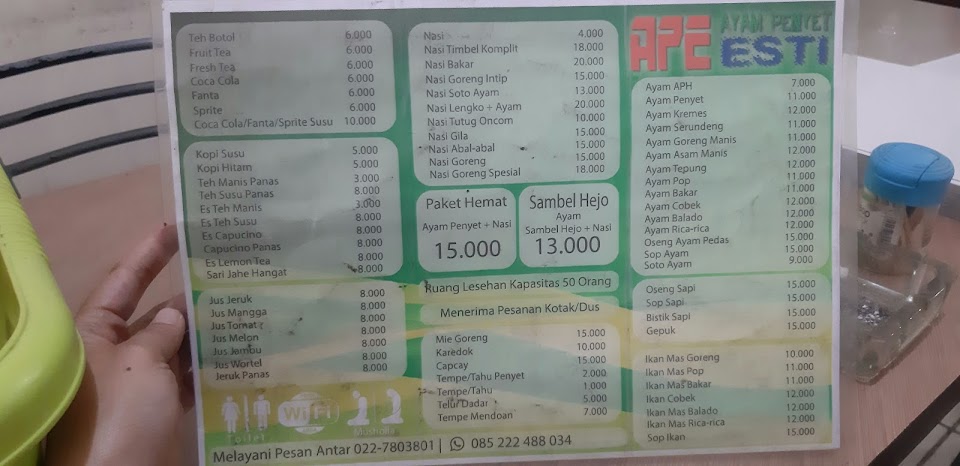 Teh Botol 6.000
Fruit Tea 6.000
Fresh Tea 6.000
Coca Cola 6.000
Fanta 6.000
Sprite 6.000
Coca Cola/Fanta/Sprite Susu 10.000
Kopi Susu 5.000
Kopi Hitam 5.000
Teh Manis Panas 3.000
Teh Susu Panas 8.000
Es Teh Manis 3.000
Es Teh Susu 8.000
Es Capucino 8.000
Capucino Panas 8.000
Es Lemon Tea 8.000
Sari Jahe Hangat 8.000
Jus Jeruk 8.000
Jus Mangga 8.000
Jus Tomat 8.000
Jus Melon 8.000
Jus Jambu 8.000
Jus Wortel 8.000
Jeruk Panas 8.000
Toilet
WiFi
Musholla
Nasi 4.000
Nasi Timbel Komplit 18.000
Nasi Bakar 20.000
Nasi Goreng Intip 15.000
Nasi Soto Ayam 13.000
Nasi Lengko + Ayam 20.000
Nasi Tutug Oncom 10.000
Nasi Gila 15.000
Nasi Abal-abal 15.000
Nasi Goreng 15.000
Nasi Goreng Spesial 18.000
Paket Hemat
Ayam Penyet + Nasi
15.000
Sambel Hejo
Ayam
Sambel Hejo + Nasi
13.000
Ruang Lesehan Kapasitas 50 Orang
Menerima Pesanan Kotak/Dus
Mie Goreng 15.000
Karedok 10.000
Capcay 15.000
Tempe/Tahu Penyet 2.000
Tempe/Tahu 1.000
Telur Dadar 5.000
Tempe Mendoan 7.000
APE AYAM PENYET
ESTI
Ayam APH 7.000
Ayam Penyet 11.000
Ayam Kremes 12.000
Ayam Serundeng 11.000
Ayam Goreng Manis 11.000
Ayam Asam Manis 12.000
Ayam Tepung 12.000
Ayam Pop 11.000
Ayam Bakar 11.000
Ayam Cobek 12.000
Ayam Balado 12.000
Ayam Rica-rica 12.000
Oseng Ayam Pedas 15.000
Sop Ayam 15.000
Soto Ayam 9.000
Oseng Sapi 15.000
Sop Sapi 15.000
Bistik Sapi 15.000
Gepuk 15.000
Ikan Mas Goreng 10.000
Ikan Mas Pop 11.000
Ikan Mas Bakar 11.000
Ikan Cobek 12.000
Ikan Mas Balado 12.000
Ikan Mas Rica-rica 12.000
Sop Ikan 15.000
Melayani Pesan Antar 022-7803801 | 085 222 488 034